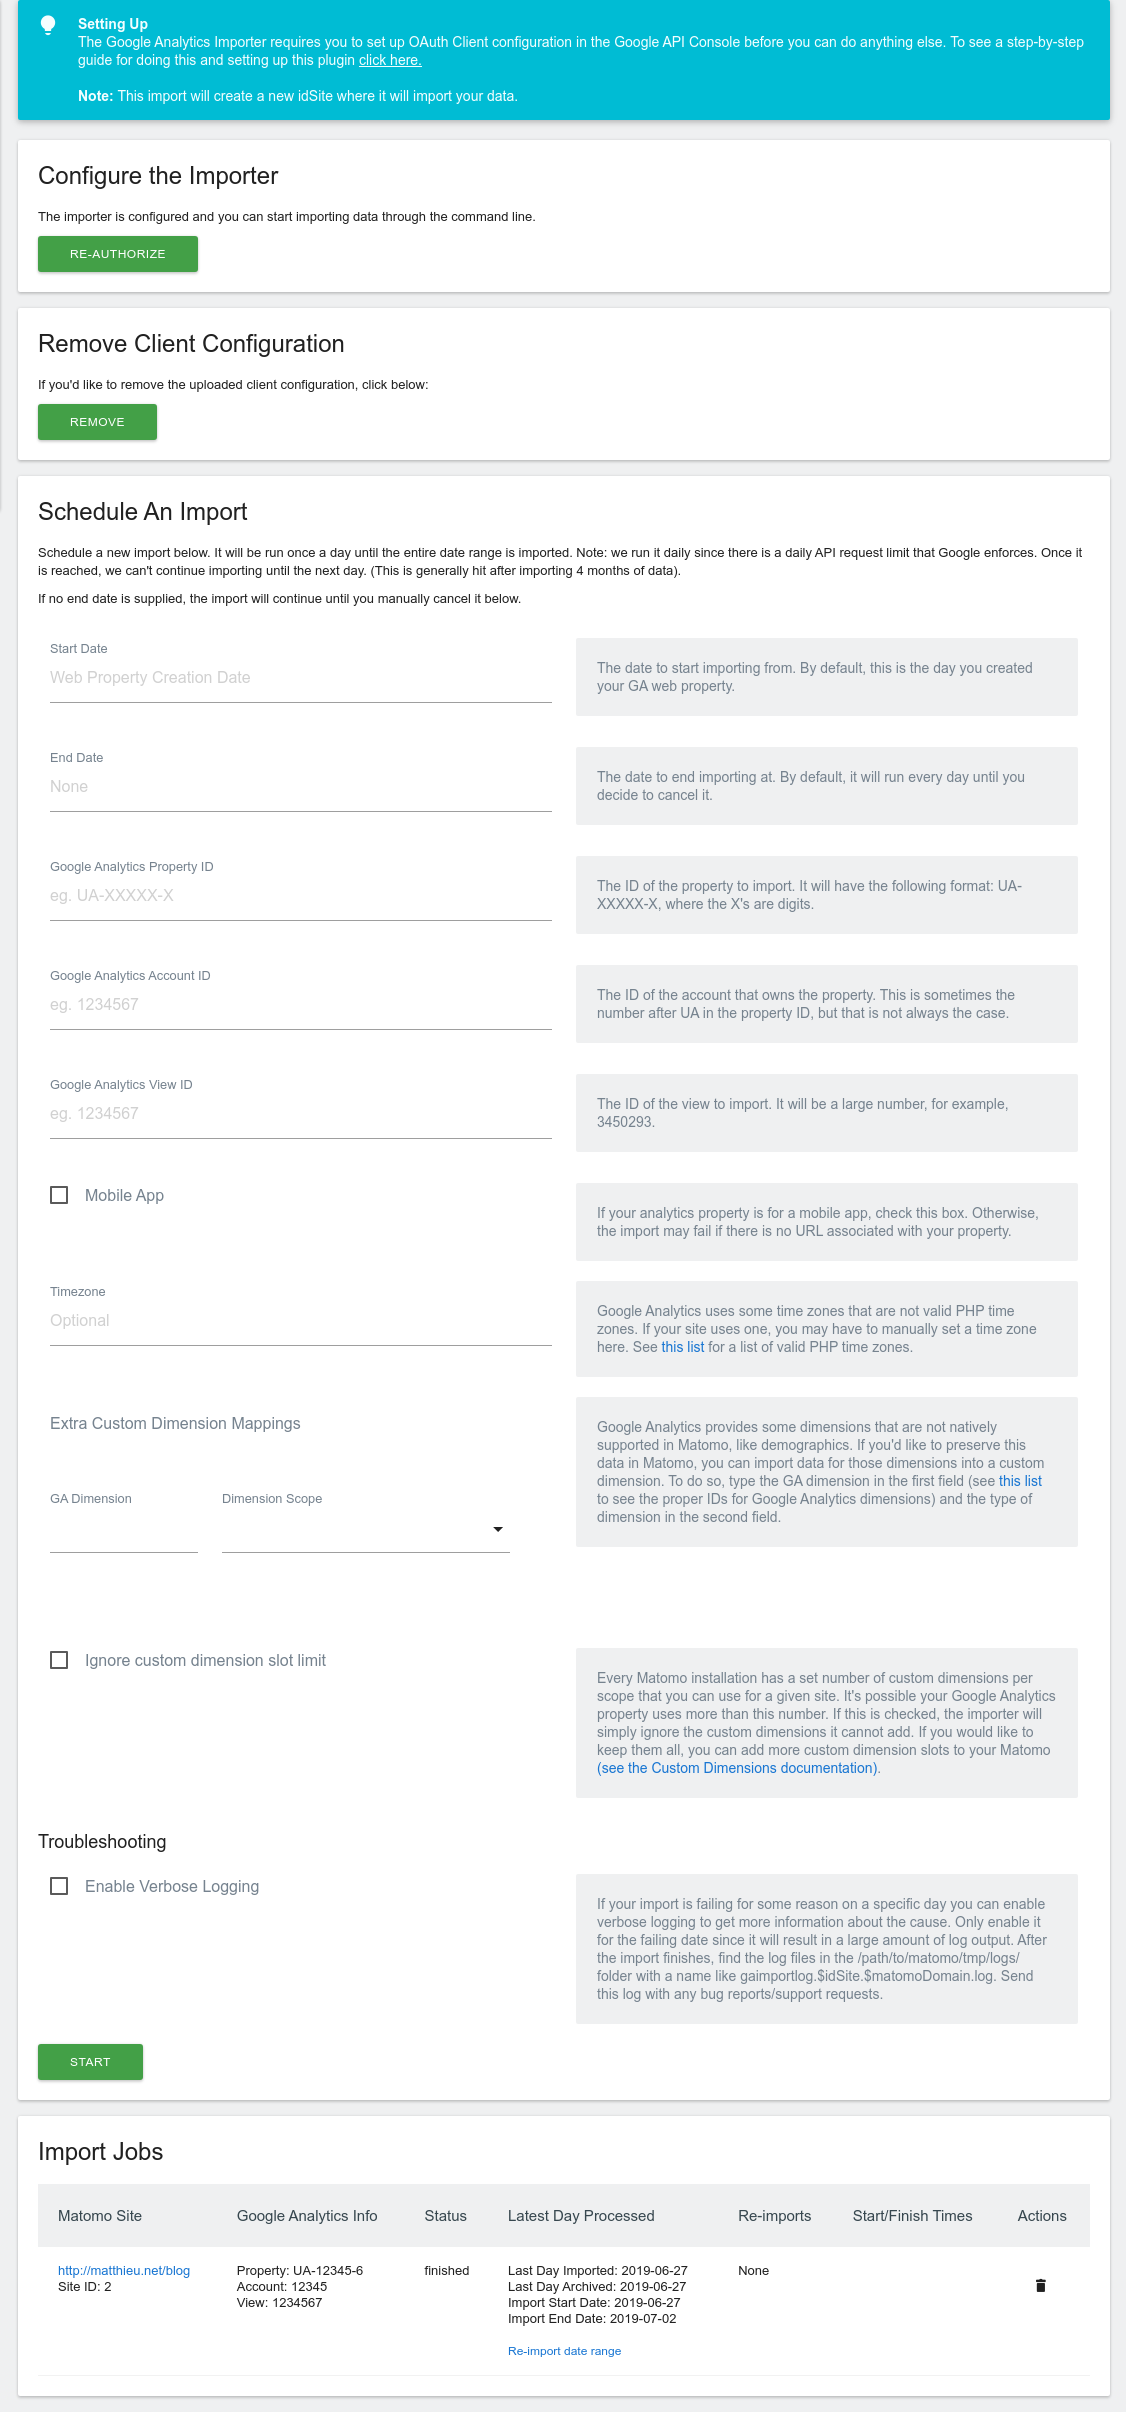 Setting Up
The Google Analytics Importer requires you to set up OAuth Client configuration in the Google API Console before you can do anything else. To see a step-by-step
guide for doing this and setting up this plugin click here.
Note: This import will create a new idSite where it will import your data.
Configure the Importer
The importer is configured and you can start importing data through the command line.
RE-AUTHORIZE
Remove Client Configuration
If you'd like to remove the uploaded client configuration, click below:
REMOVE
Schedule An Import
Schedule a new import below. It will be run once a day until the entire date range is imported. Note: we run it daily since there is a daily API request limit that Google enforces. Once it
is reached, we can't continue importing until the next day. (This is generally hit after importing 4 months of data).
If no end date is supplied, the import will continue until you manually cancel it below.
Start Date
Web Property Creation Date
The date to start importing from. By default, this is the day you created
your GA web property.
End Date
None
The date to end importing at. By default, it will run every day until you
decide to cancel it.
Google Analytics Property ID
eg. UA-XXXXX-X
The ID of the property to import. It will have the following format: UA-
XXXXX-X, where the X's are digits.
Google Analytics Account ID
eg. 1234567
The ID of the account that owns the property. This is sometimes the
number after UA in the property ID, but that is not always the case.
Google Analytics View ID
eg. 1234567
The ID of the view to import. It will be a large number, for example,
3450293.
Mobile App
If your analytics property is for a mobile app, check this box. Otherwise,
the import may fail if there is no URL associated with your property.
Timezone
Optional
Google Analytics uses some time zones that are not valid PHP time
zones. If your site uses one, you may have to manually set a time zone
here. See this list for a list of valid PHP time zones.
Extra Custom Dimension Mappings
GA Dimension
Dimension Scope
Google Analytics provides some dimensions that are not natively
supported in Matomo, like demographics. If you'd like to preserve this
data in Matomo, you can import data for those dimensions into a custom
dimension. To do so, type the GA dimension in the first field (see this list
to see the proper IDs for Google Analytics dimensions) and the type of
dimension in the second field.
Ignore custom dimension slot limit
Every Matomo installation has a set number of custom dimensions per
scope that you can use for a given site. It's possible your Google Analytics
property uses more than this number. If this is checked, the importer will
simply ignore the custom dimensions it cannot add. If you would like to
keep them all, you can add more custom dimension slots to your Matomo
(see the Custom Dimensions documentation).
Troubleshooting
Enable Verbose Logging
If your import is failing for some reason on a specific day you can enable
verbose logging to get more information about the cause. Only enable it
for the failing date since it will result in a large amount of log output. After
the import finishes, find the log files in the /path/to/matomo/tmp/logs/
folder with a name like gaimportlog.$idSite.$matomoDomain.log. Send
this log with any bug reports/support requests.
START
Import Jobs
Matomo Site Google Analytics Info Status Latest Day Processed Re-imports Start/Finish Times Actions
http://matthieu.net/blog Property: UA-12345-6 finished Last Day Imported: 2019-06-27 None
Site ID: 2 Account: 12345 Last Day Archived: 2019-06-27
View: 1234567 Import Start Date: 2019-06-27
Import End Date: 2019-07-02
Re-import date range